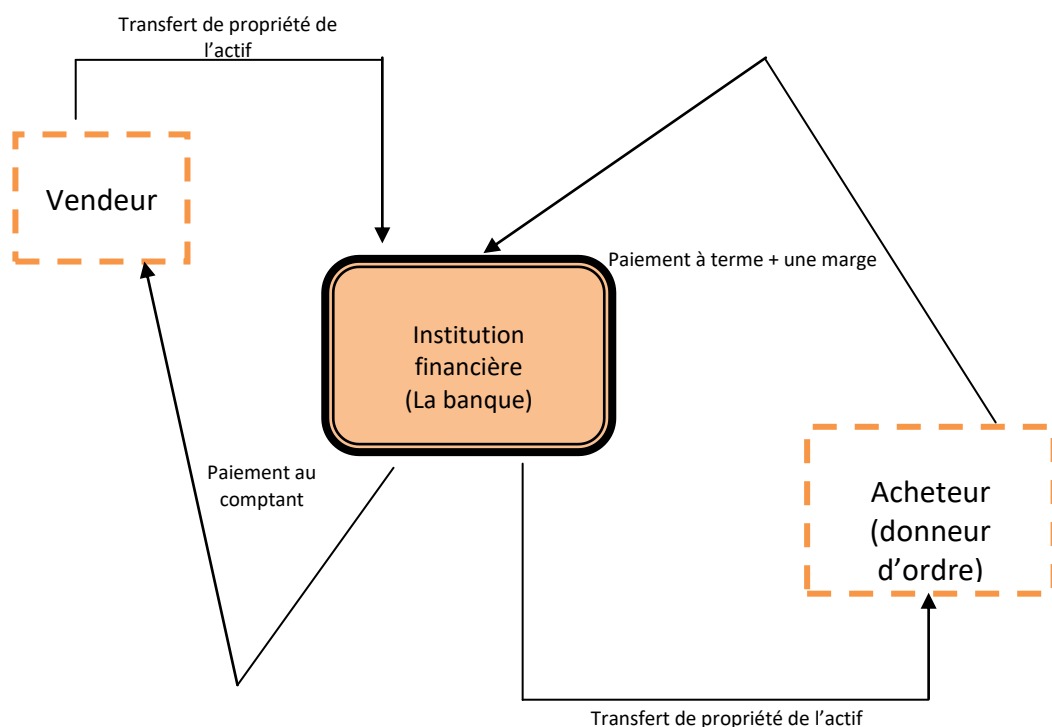 Transfert de propriété de
l’actif
Vendeur
Paiement à terme + une marge
Institution
financière
(La banque)
Paiement au
comptant
Acheteur
(donneur
d’ordre)
Transfert de propriété de l’actif